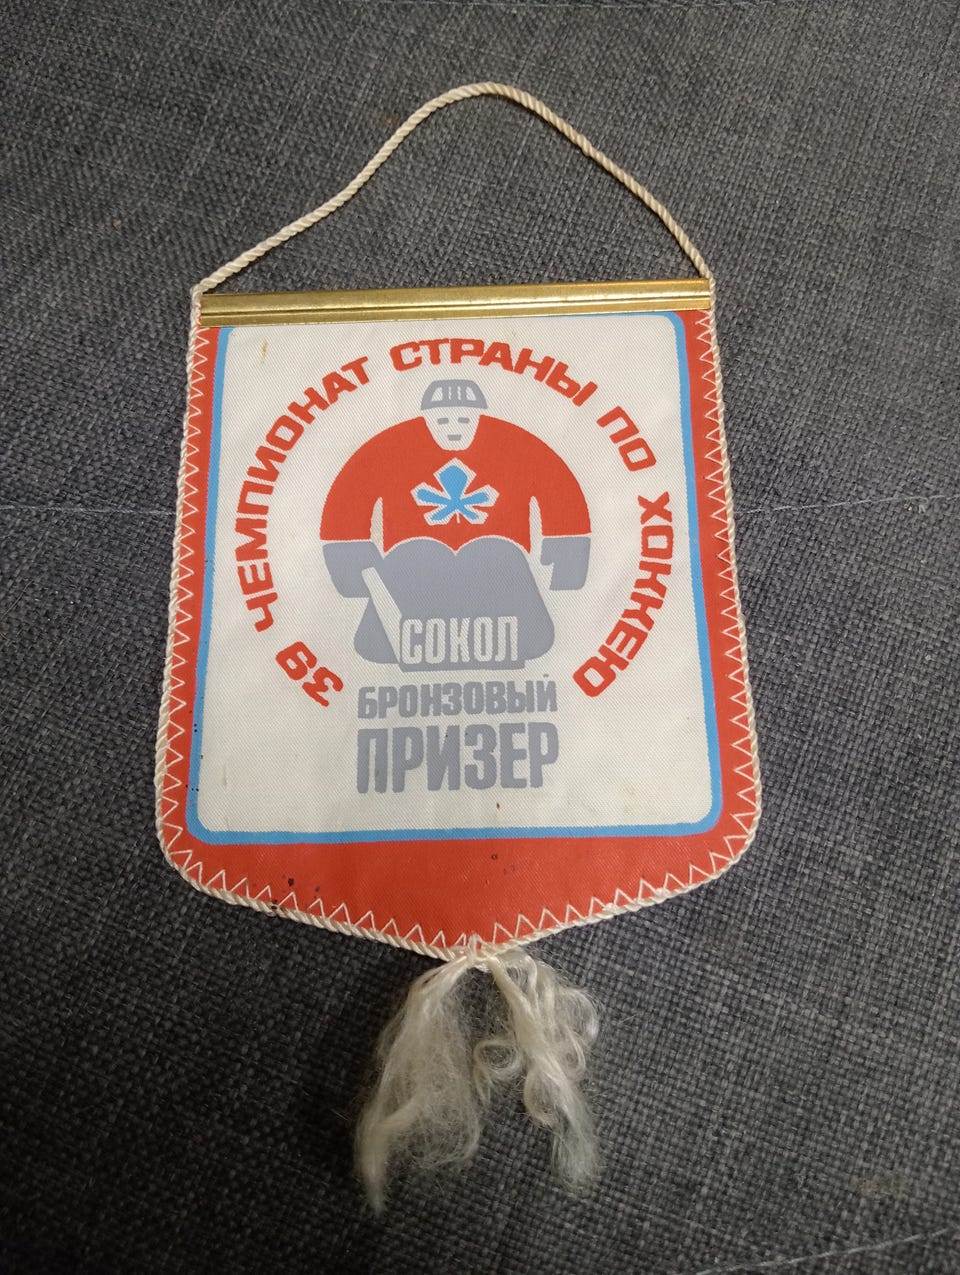 39 ЧЕМПИОНАТ СТРАНЫ ПО ХОККЕЮ
СОКОЛ
БРОНЗОВЫЙ
ПРИЗЕР